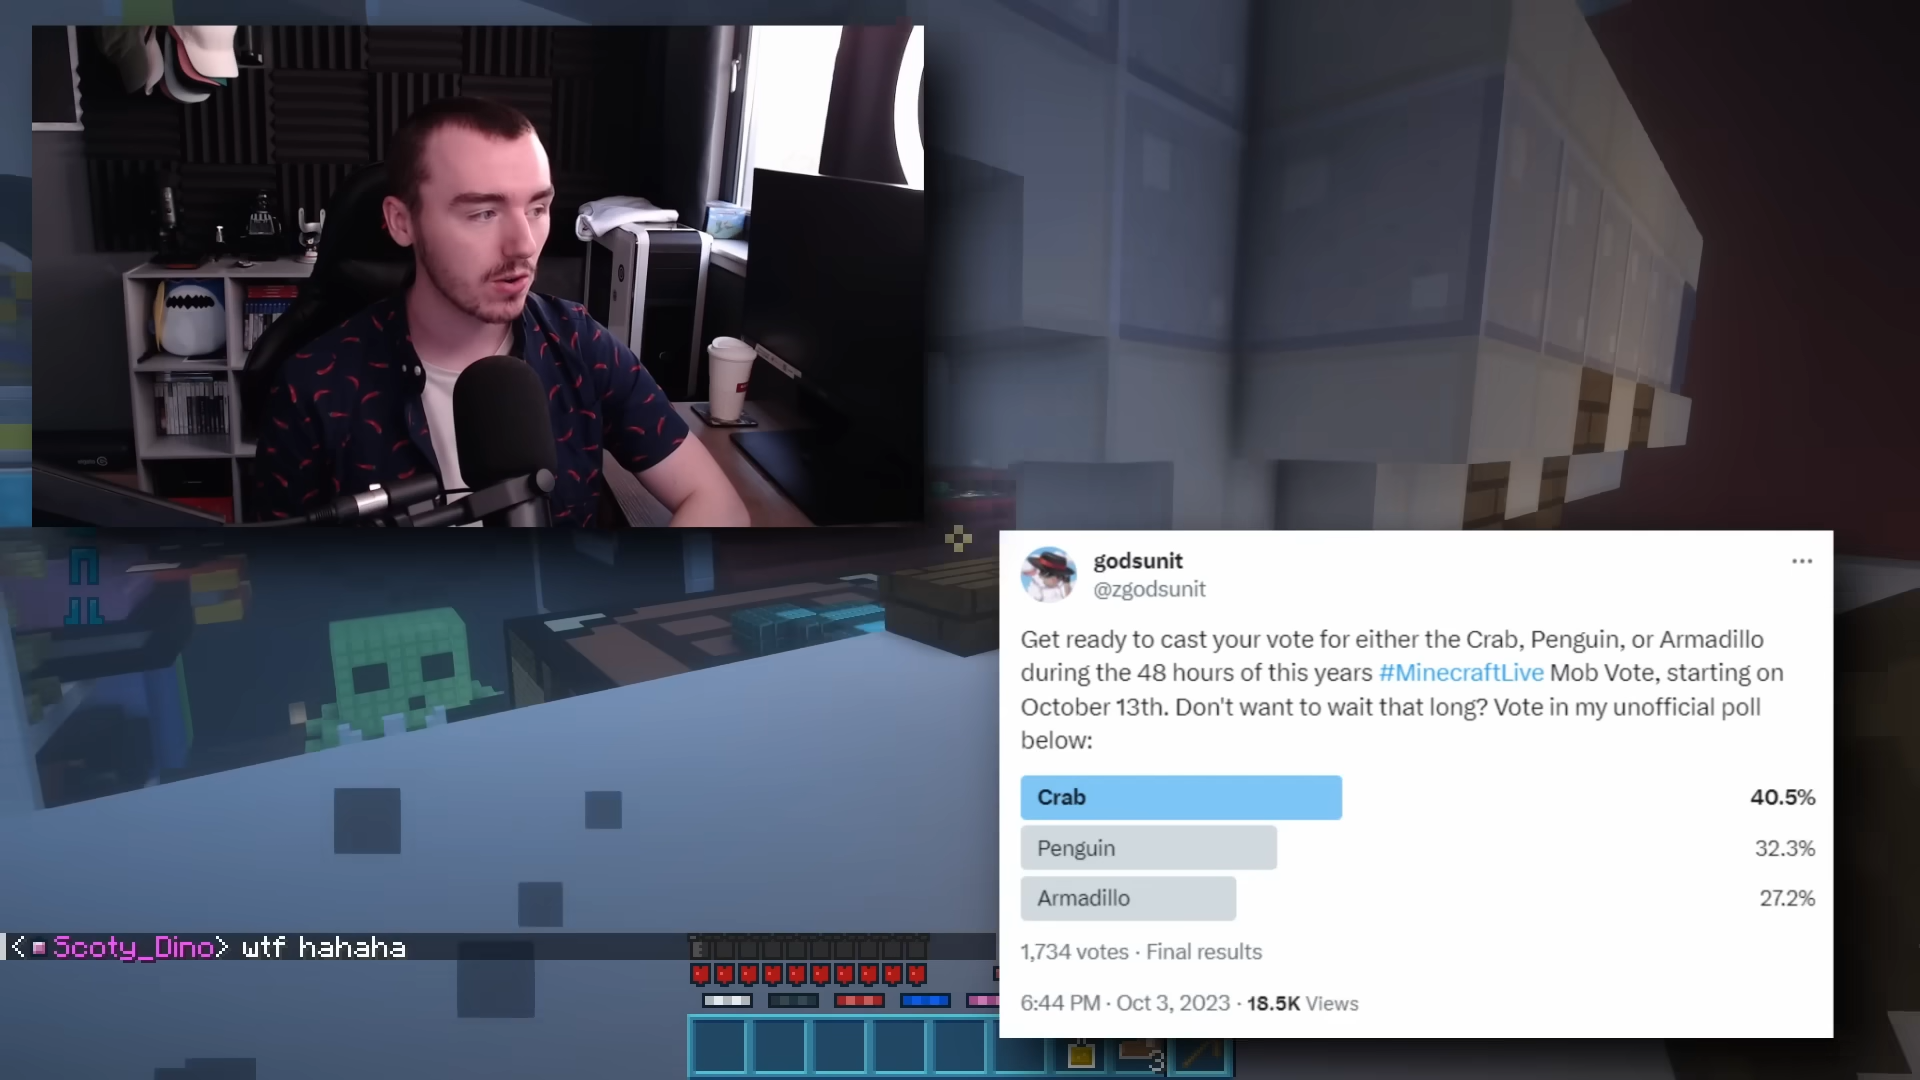 godsunit
@zgodsunit
Get ready to cast your vote for either the Crab, Penguin, or Armadillo
during the 48 hours of this years #MinecraftLive Mob Vote, starting on
October 13th. Don't want to wait that long? Vote in my unofficial poll
below:
Crab 40.5%
Penguin 32.3%
Armadillo 27.2%
1,734 votes · Final results
6:44 PM · Oct 3, 2023 · 18.5K Views
<Scoty_Dino> wtf hahaha
3